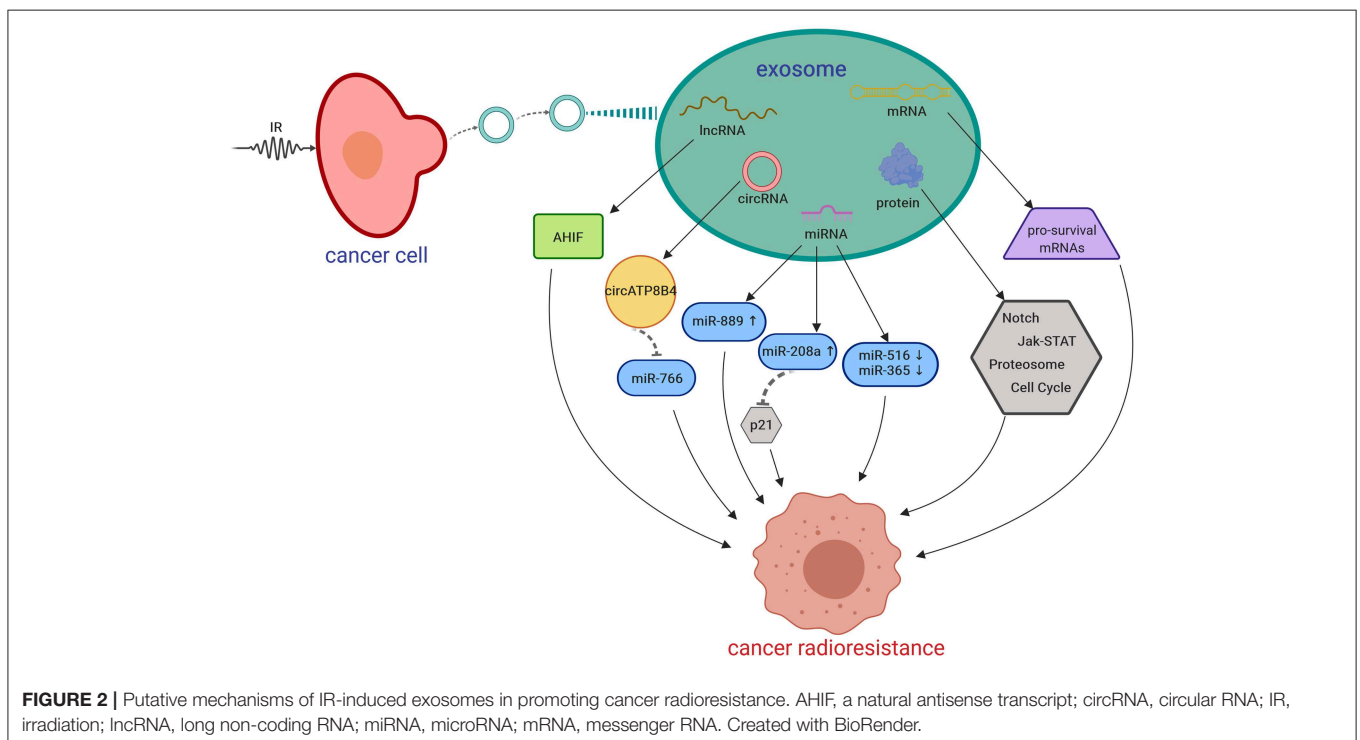 exosome
mRNA
lncRNA
IR
circRNA
protein
miRNA
cancer cell
AHIF
pro-survival
mRNAs
circATP8B4
miR-889 ↑
miR-208a ↑
miR-516 ↓
miR-365 ↓
Notch
Jak-STAT
Proteosome
Cell Cycle
miR-766
p21
cancer radioresistance
FIGURE 2 | Putative mechanisms of IR-induced exosomes in promoting cancer radioresistance. AHIF, a natural antisense transcript; circRNA, circular RNA; IR,
irradiation; lncRNA, long non-coding RNA; miRNA, microRNA; mRNA, messenger RNA. Created with BioRender.